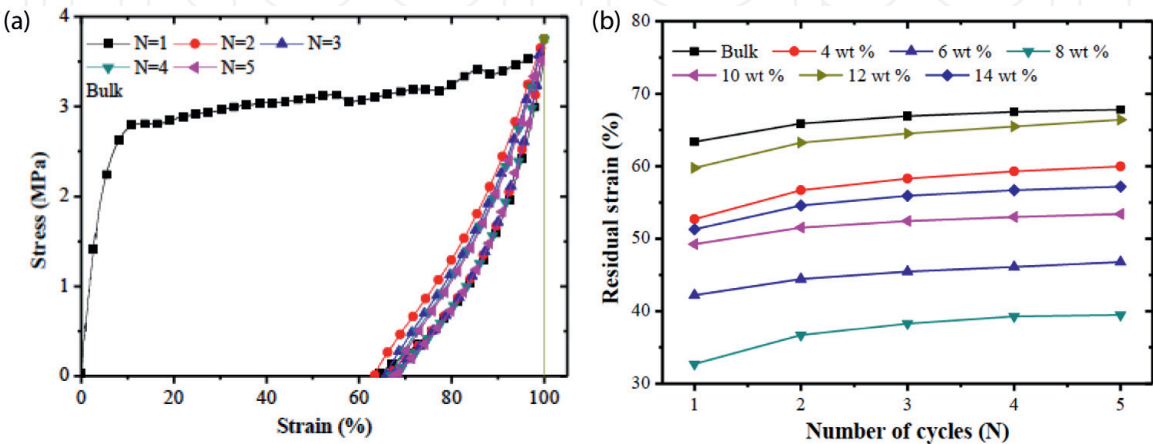 (a)
4
3
2
1
0
Stress (MPa)
N=1 N=2 N=3
N=4 N=5
Bulk
0 20 40 60 80 100
Strain (%)
(b)
80
70
60
50
40
30
Residual strain (%)
Bulk 4 wt % 6 wt % 8 wt %
10 wt % 12 wt % 14 wt %
1 2 3 4 5
Number of cycles (N)